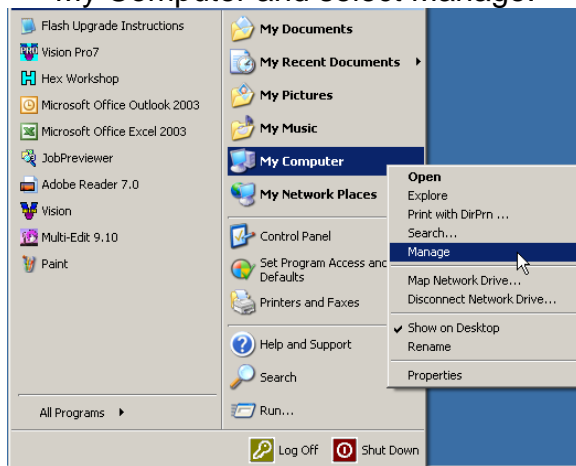 My Computer and select Manage.
Flash Upgrade Instructions
Vision Pro7
Hex Workshop
Microsoft Office Outlook 2003
Microsoft Office Excel 2003
JobPreviewer
Adobe Reader 7.0
Vision
Multi-Edit 9.10
Paint
All Programs
My Documents
My Recent Documents
My Pictures
My Music
My Computer
My Network Places
Control Panel
Set Program Access and
Defaults
Printers and Faxes
Help and Support
Search
Run...
Open
Explore
Print with DirPrn ...
Search...
Manage
Map Network Drive...
Disconnect Network Drive...
Show on Desktop
Rename
Properties
Log Off
Shut Down